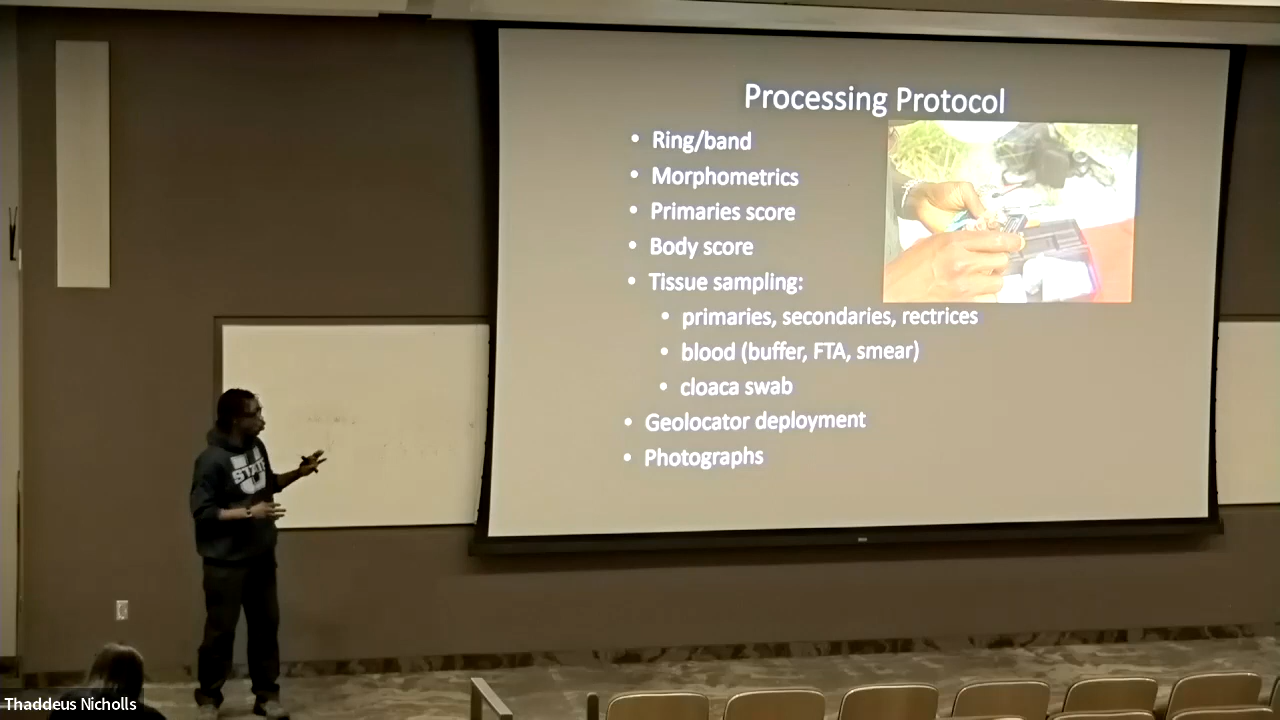 Processing Protocol
• Ring/band
• Morphometrics
• Primaries score
• Body score
• Tissue sampling:
• primaries, secondaries, rectrices
• blood (buffer, FTA, smear)
• cloaca swab
• Geolocator deployment
• Photographs
U
STATE
Thaddeus Nicholls